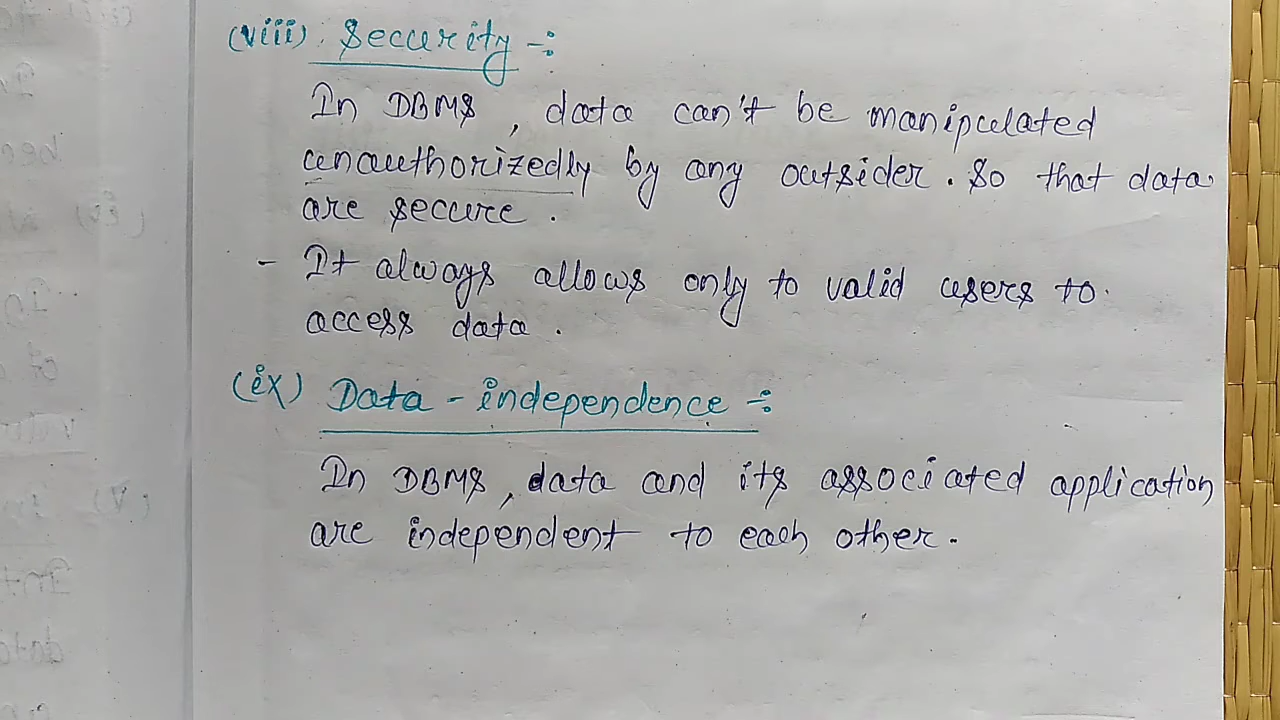 (viii) Security -:
In DBMS, data can't be manipulated
unauthorizedly by any outsider. So that data
are secure.
- It always allows only to valid users to
access data.
(ix) Data-independence -:
In DBMS, data and its associated application
are independent to each other.